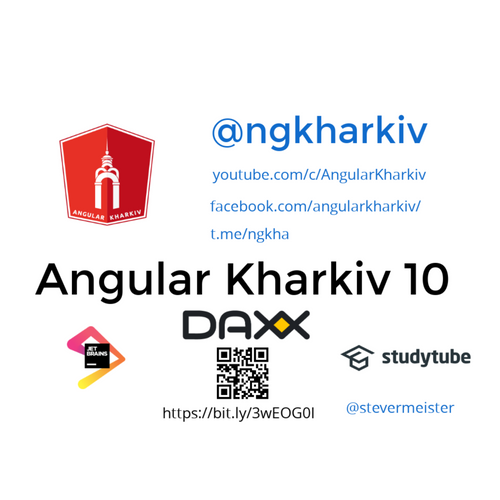 @ngkharkiv
youtube.com/c/AngularKharkiv
facebook.com/angularkharkiv/
t.me/ngkha
ANGULAR KHARKIV
Angular Kharkiv 10
DAXX
JET
BRAINS
studytube
https://bit.ly/3wEOG0I
@stevermeister